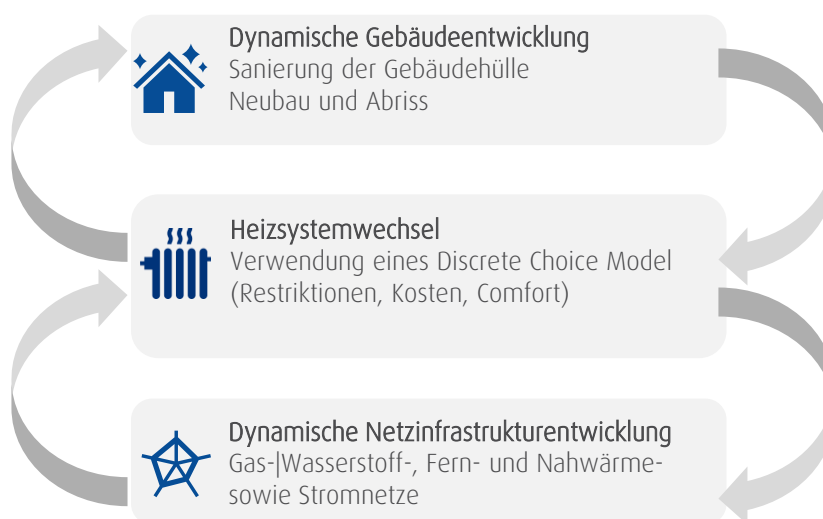 Dynamische Gebäudeentwicklung
Sanierung der Gebäudehülle
Neubau und Abriss
Heizsystemwechsel
Verwendung eines Discrete Choice Model
(Restriktionen, Kosten, Comfort)
Dynamische Netzinfrastrukturentwicklung
Gas-|Wasserstoff-, Fern- und Nahwärme-
sowie Stromnetze